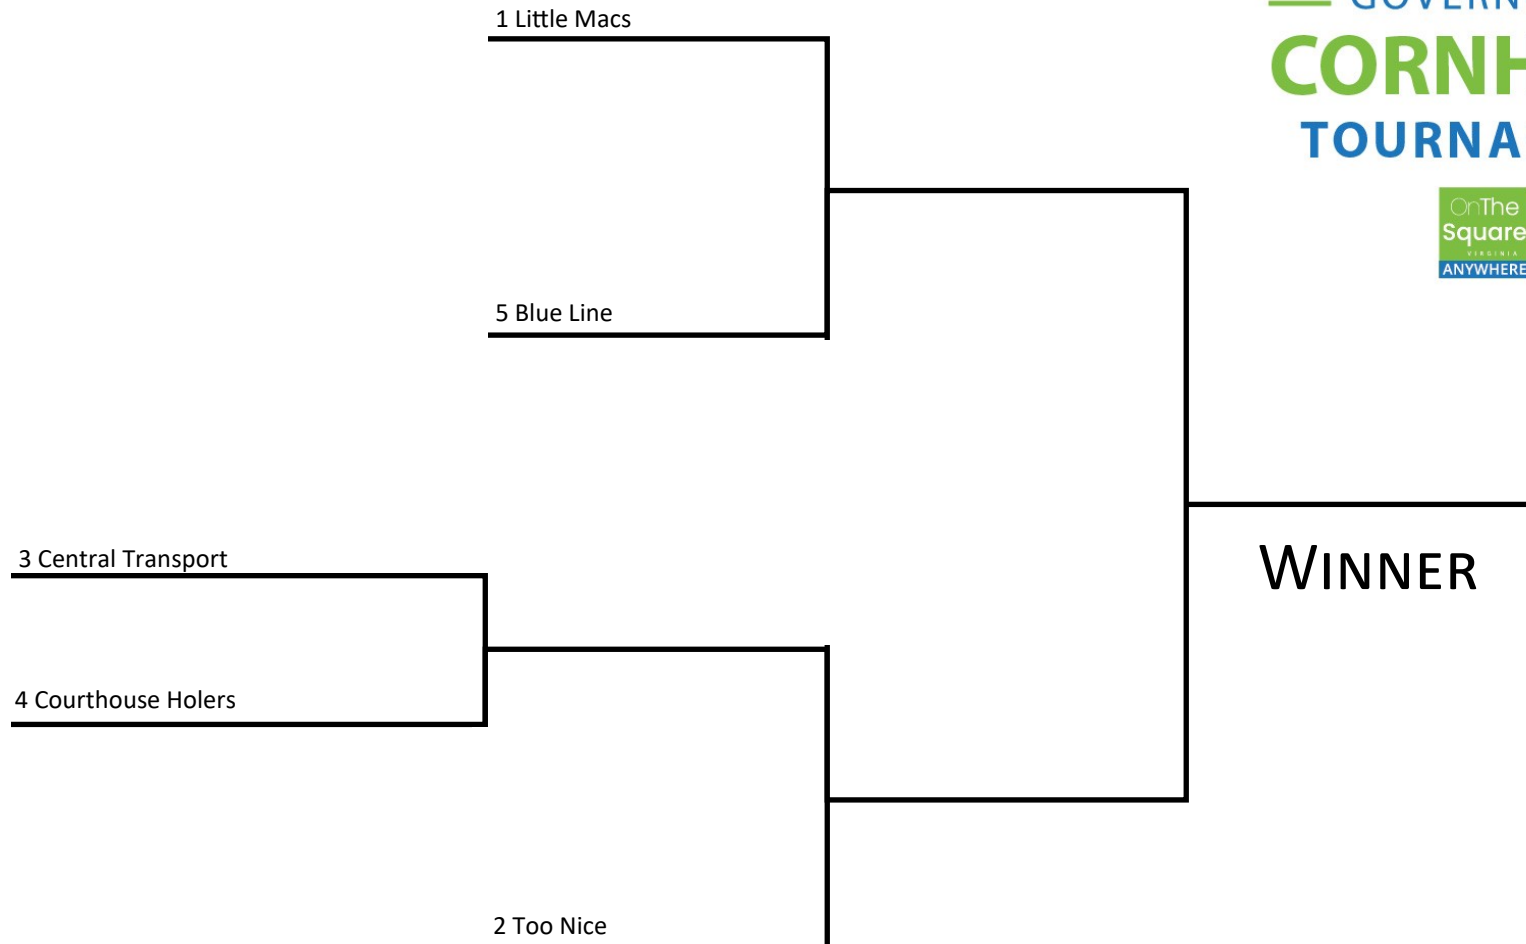 1 Little Macs
CORNH
TOURNA
OnThe
Square
VIRGINIA
ANYWHERE
5 Blue Line
3 Central Transport
WINNER
4 Courthouse Holers
2 Too Nice